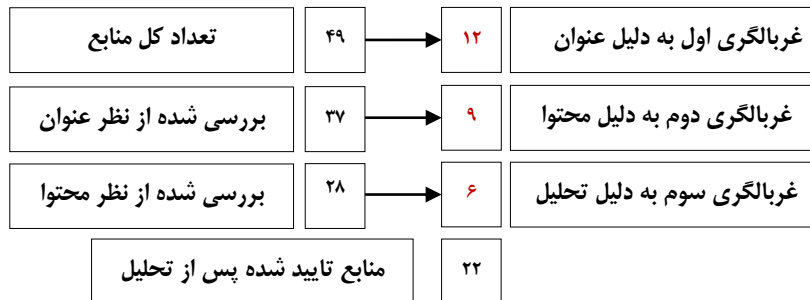 غربالگری اول به دلیل عنوان ۱۲ ۴۹ تعداد کل منابع
غربالگری دوم به دلیل محتوا ۹ ۳۷ بررسی شده از نظر عنوان
غربالگری سوم به دلیل تحلیل ۶ ۲۸ بررسی شده از نظر محتوا
۲۲ منابع تایید شده پس از تحلیل